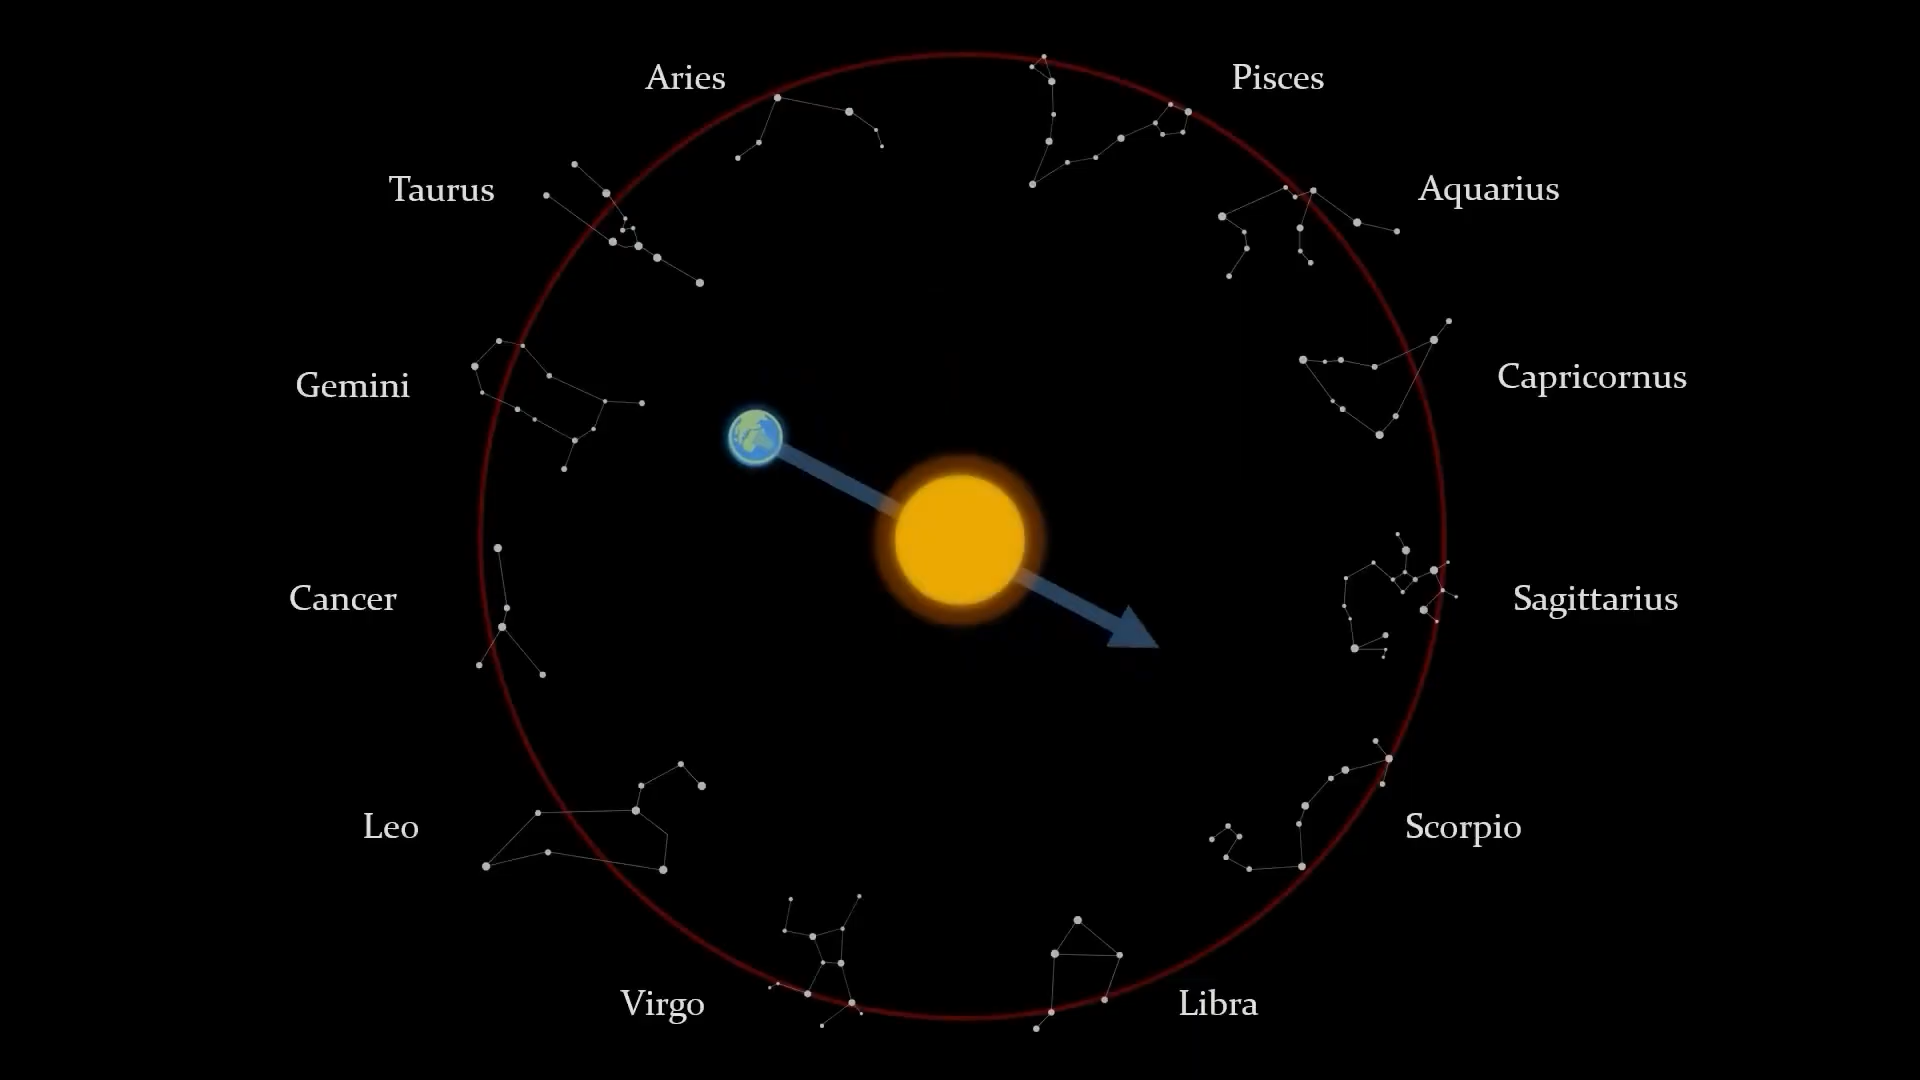 Aries
Pisces
Taurus
Aquarius
Gemini
Capricornus
Cancer
Sagittarius
Leo
Scorpio
Virgo
Libra